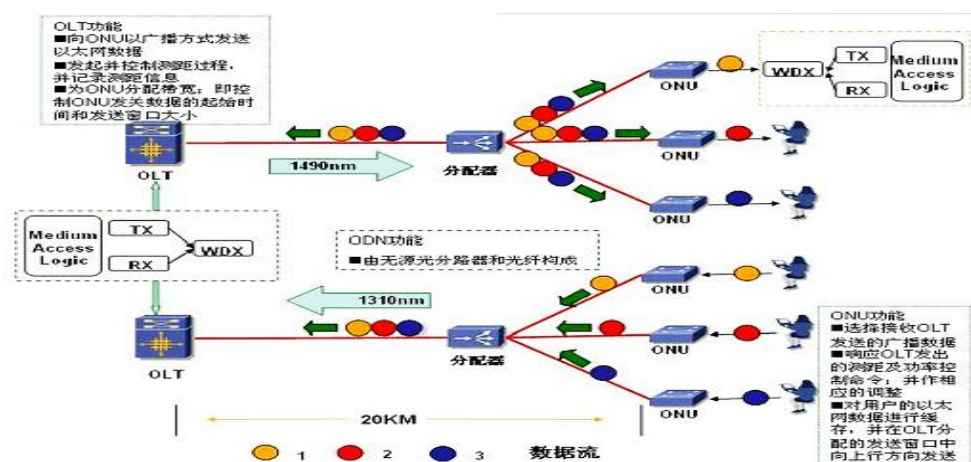 OLT功能
■向ONU以广播方式发送
以太网数据
■发起并控制测距过程，
并记录测距信息
■为ONU分配带宽；即控
制ONU发关数据的起始时
间和发送窗口大小
OLT
1490nm
分配器
ONU
WDX
TX
RX
Medium
Access
Logic
ONU
ONU
Medium
Access
Logic
TX
RX
WDX
ODN功能
■由无源光分路器和光纤构成
1310nm
OLT
分配器
ONU
ONU
ONU
ONU功能
■选择接收OLT
发送的广播数据
■响应OLT发出
的测距及功率控
制命令；并作相
应的调整
■对用户的以太
网数据进行缓
存，并在OLT分
配的发送窗口中
向上行方向发送
20KM
1 2 3 数据流